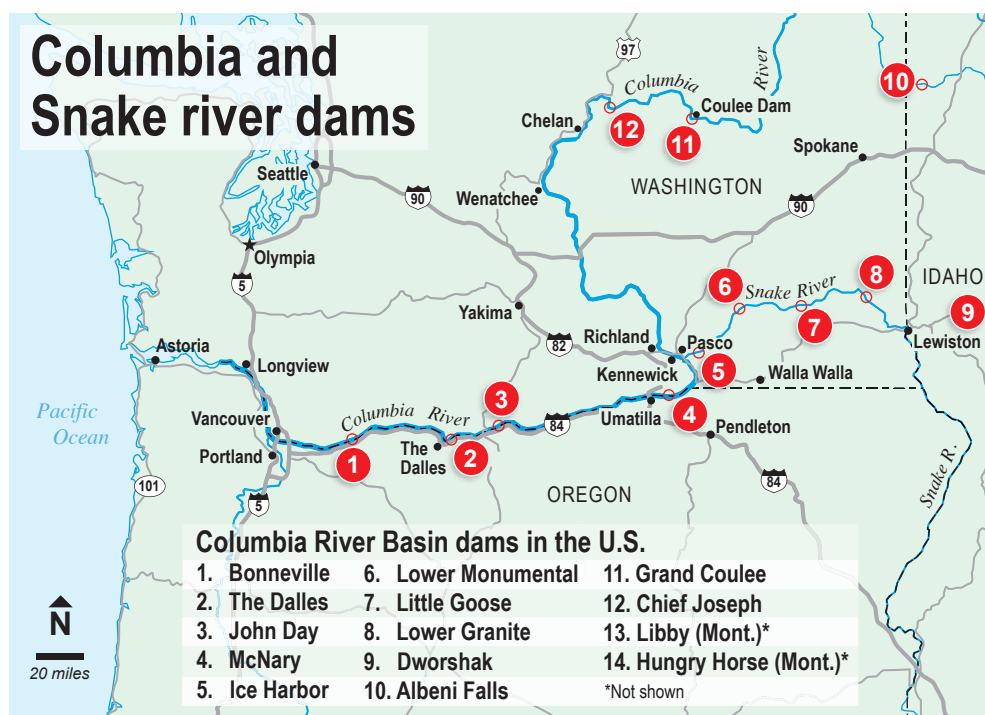 Columbia and
Snake river dams
97
Columbia
River
10
Coulee Dam
Chelan
12
11
Spokane
Seattle
90
Wenatchee
WASHINGTON
90
Olympia
5
6
Snake River
8
IDAHO
9
7
Yakima
Richland
Pasco
Lewiston
82
Astoria
Longview
Kennewick
5
Walla Walla
Pacific
Ocean
Vancouver
Columbia River
3
84
Umatilla
4
Pendleton
Portland
1
The
Dalles
2
Snake R.
101
5
OREGON
84
Columbia River Basin dams in the U.S.
1. Bonneville
2. The Dalles
3. John Day
4. McNary
5. Ice Harbor
6. Lower Monumental
7. Little Goose
8. Lower Granite
9. Dworshak
10. Albeni Falls
11. Grand Coulee
12. Chief Joseph
13. Libby (Mont.)*
14. Hungry Horse (Mont.)*
*Not shown
N
20 miles